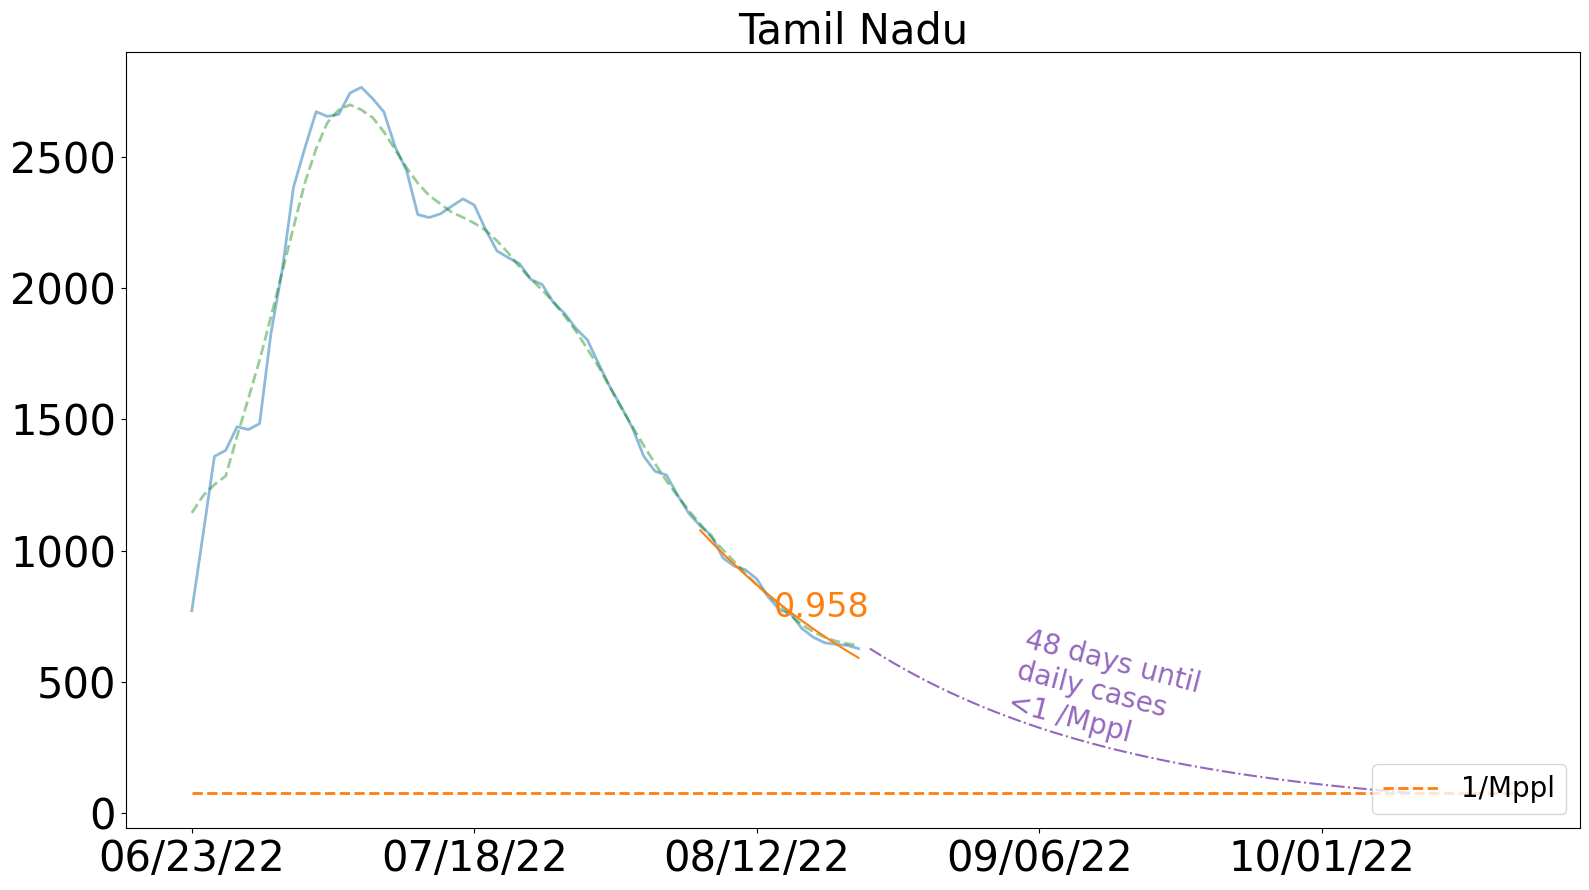 Tamil Nadu
2500
2000
1500
1000
500
0
0.958
48 days until
daily cases
<1 /Mppl
1/Mppl
06/23/22
07/18/22
08/12/22
09/06/22
10/01/22